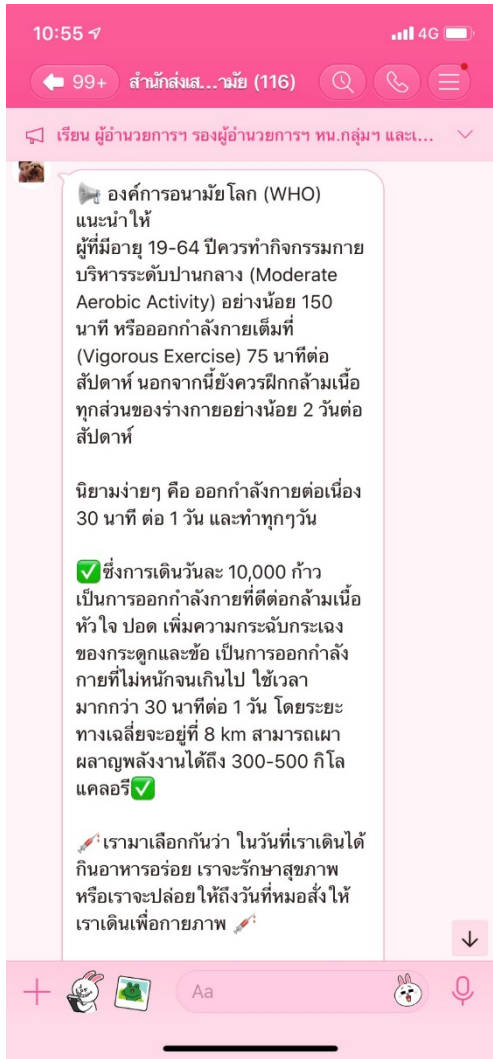 10:55
4G
99+ สำนักส่งเส...ามัย (116)
เรียน ผู้อำนวยการฯ รองผู้อำนวยการฯ หน.กลุ่มฯ และเ...
องค์การอนามัยโลก (WHO)
แนะนำให้
ผู้ที่มีอายุ 19-64 ปีควรทำกิจกรรมกาย
บริหารระดับปานกลาง (Moderate
Aerobic Activity) อย่างน้อย 150
นาที หรือออกกำลังกายเต็มที่
(Vigorous Exercise) 75 นาทีต่อ
สัปดาห์ นอกจากนี้ยังควรฝึกกล้ามเนื้อ
ทุกส่วนของร่างกายอย่างน้อย 2 วันต่อ
สัปดาห์
นิยามง่ายๆ คือ ออกกำลังกายต่อเนื่อง
30 นาที ต่อ 1 วัน และทำทุกๆวัน
✅ซึ่งการเดินวันละ 10,000 ก้าว
เป็นการออกกำลังกายที่ดีต่อกล้ามเนื้อ
หัวใจ ปอด เพิ่มความกระฉับกระเฉง
ของกระดูกและข้อ เป็นการออกกำลัง
กายที่ไม่หนักจนเกินไป ใช้เวลา
มากกว่า 30 นาทีต่อ 1 วัน โดยระยะ
ทางเฉลี่ยจะอยู่ที่ 8 km สามารถเผา
ผลาญพลังงานได้ถึง 300-500 กิโล
แคลอรี✅
เรามาเลือกกันว่า ในวันที่เราเดินได้
กินอาหารอร่อย เราจะรักษาสุขภาพ
หรือเราจะปล่อยให้ถึงวันที่หมอสั่งให้
เราเดินเพื่อกายภาพ
Aa